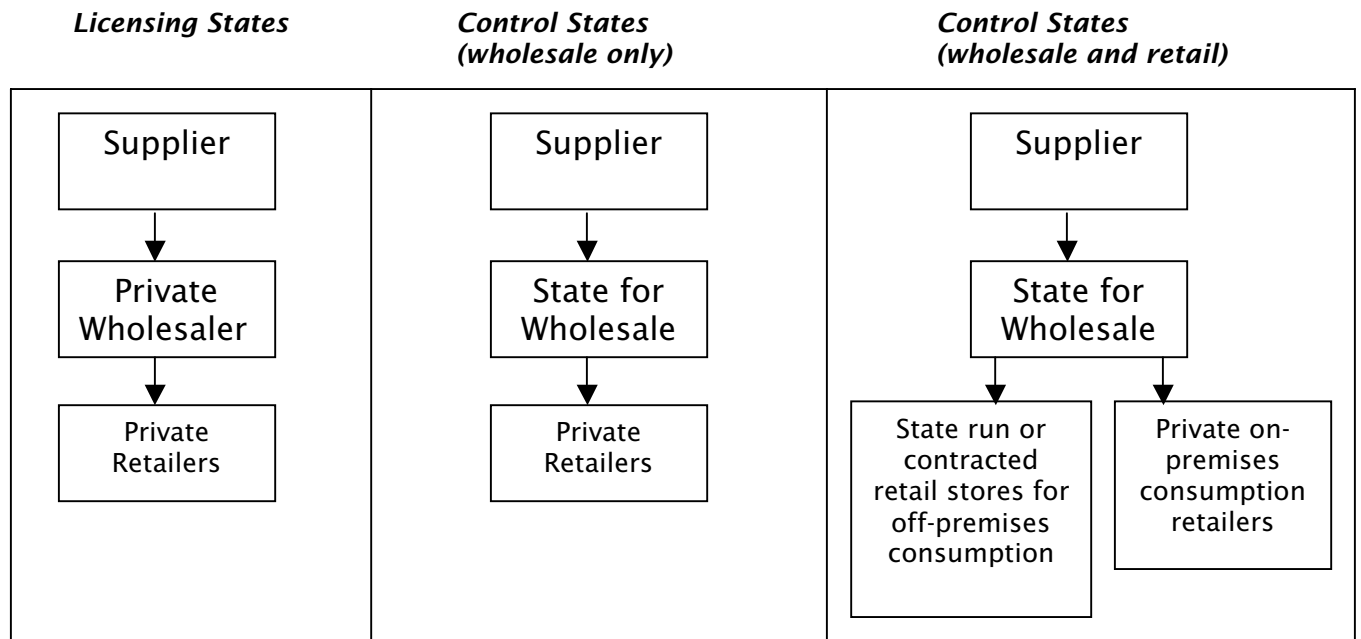 Licensing States
Control States
(wholesale only)
Control States
(wholesale and retail)
Supplier
Private
Wholesaler
Private
Retailers
Supplier
State for
Wholesale
Private
Retailers
Supplier
State for
Wholesale
State run or
contracted
retail stores for
off-premises
consumption
Private on-
premises
consumption
retailers